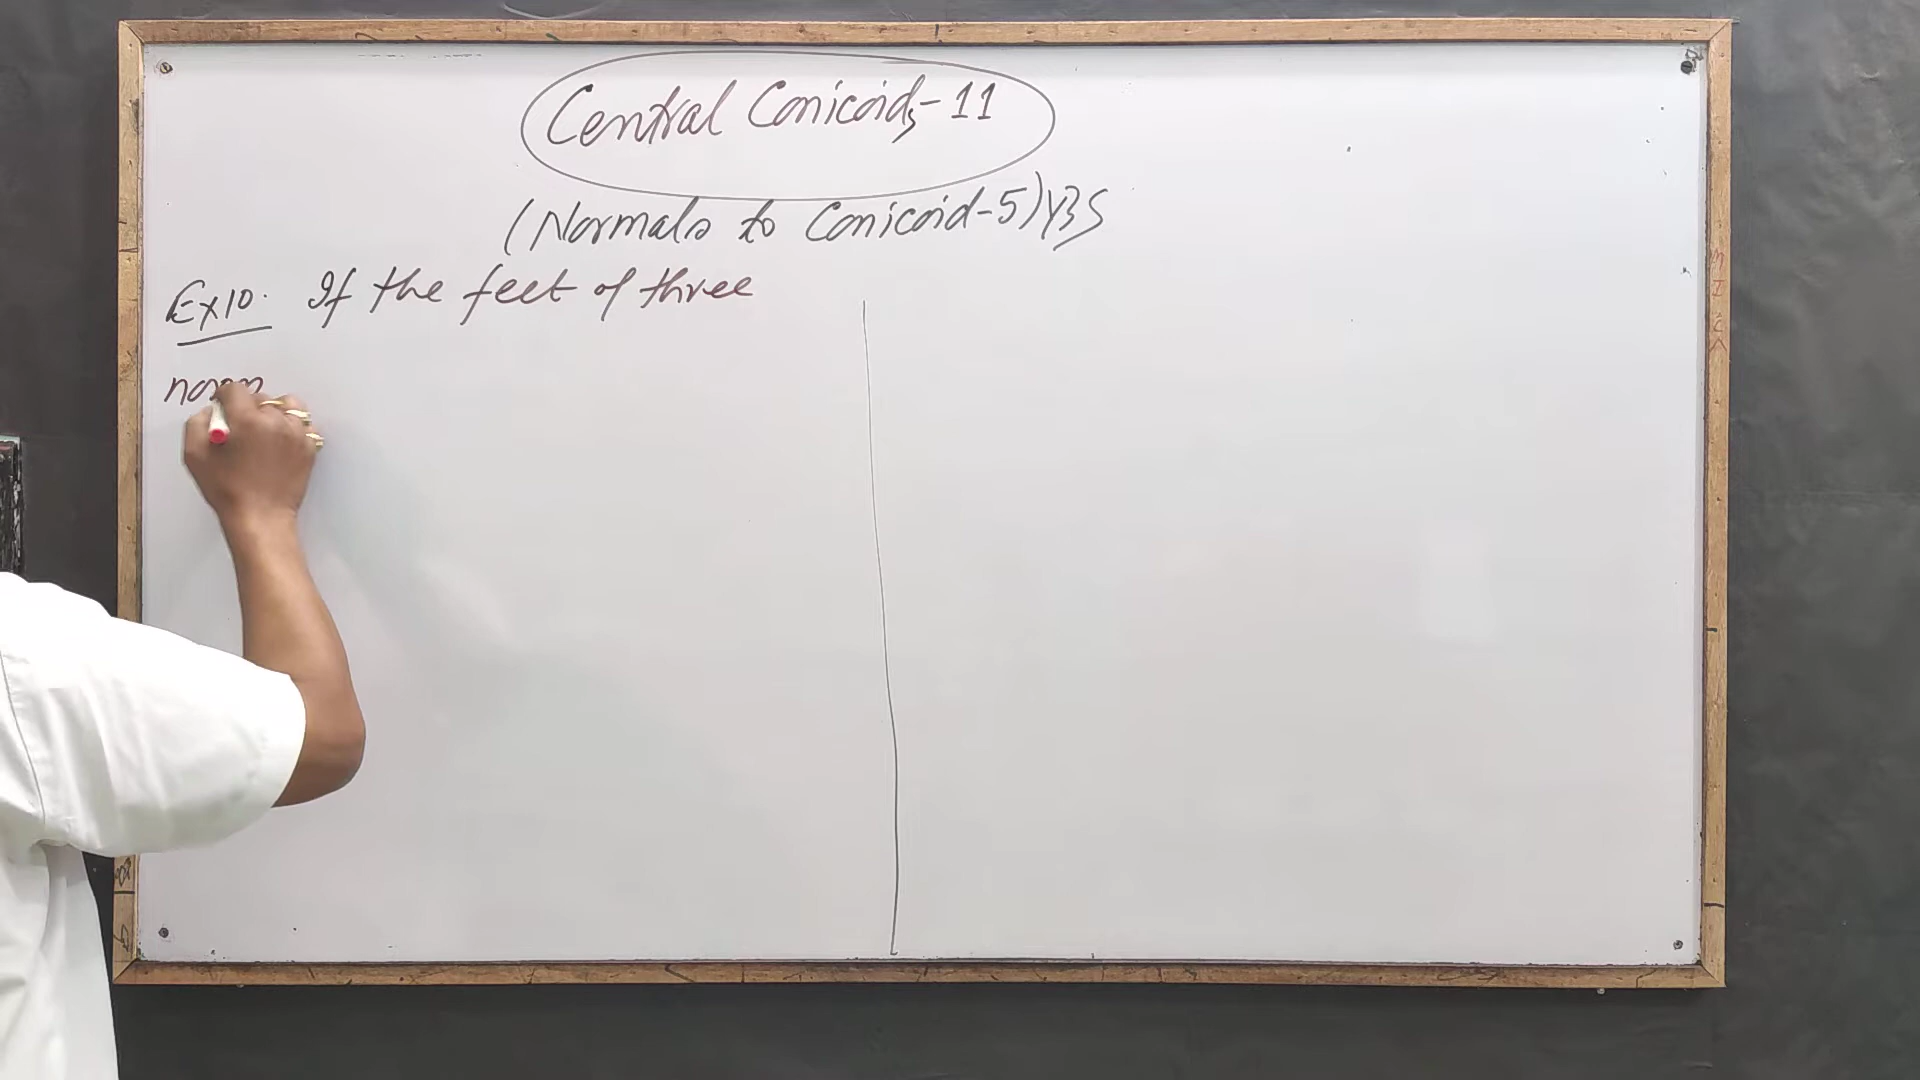 Central Conicoids-11
(Normals to Conicoid-5) YBS
Ex10. If the feet of three
norm